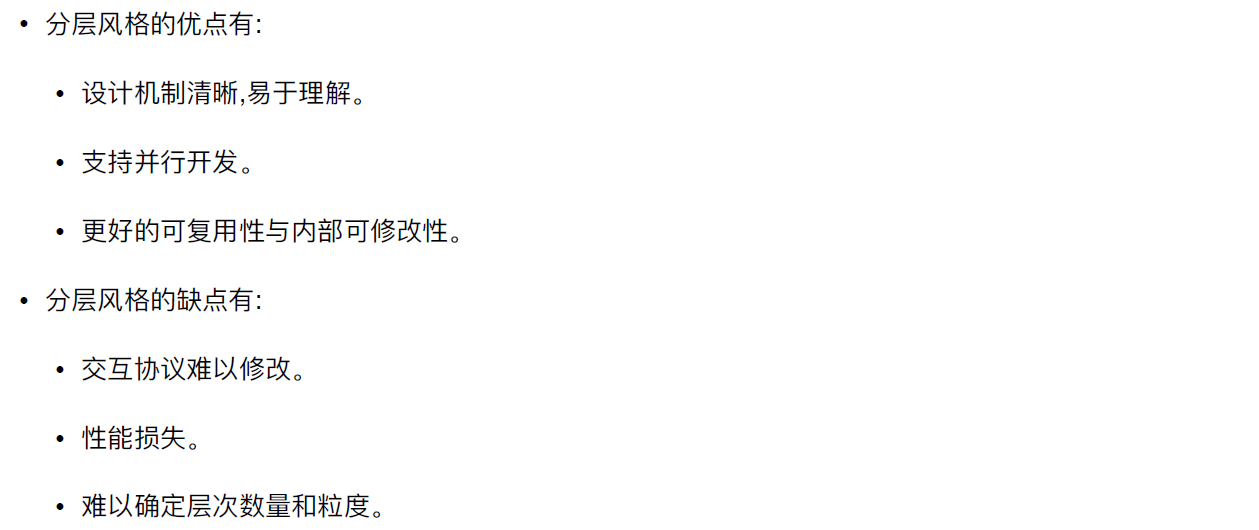 • 分层风格的优点有:
• 设计机制清晰,易于理解。
• 支持并行开发。
• 更好的可复用性与内部可修改性。
• 分层风格的缺点有:
• 交互协议难以修改。
• 性能损失。
• 难以确定层次数量和粒度。